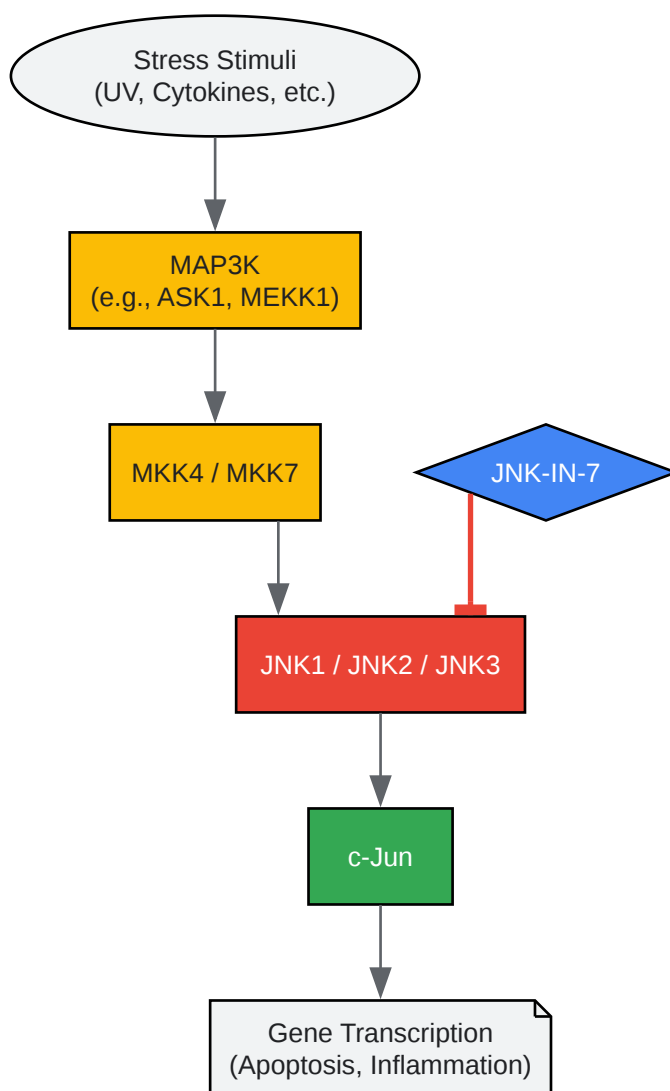 Stress Stimuli
(UV, Cytokines, etc.)
MAP3K
(e.g., ASK1, MEKK1)
MKK4 / MKK7
JNK-IN-7
JNK1 / JNK2 / JNK3
c-Jun
Gene Transcription
(Apoptosis, Inflammation)